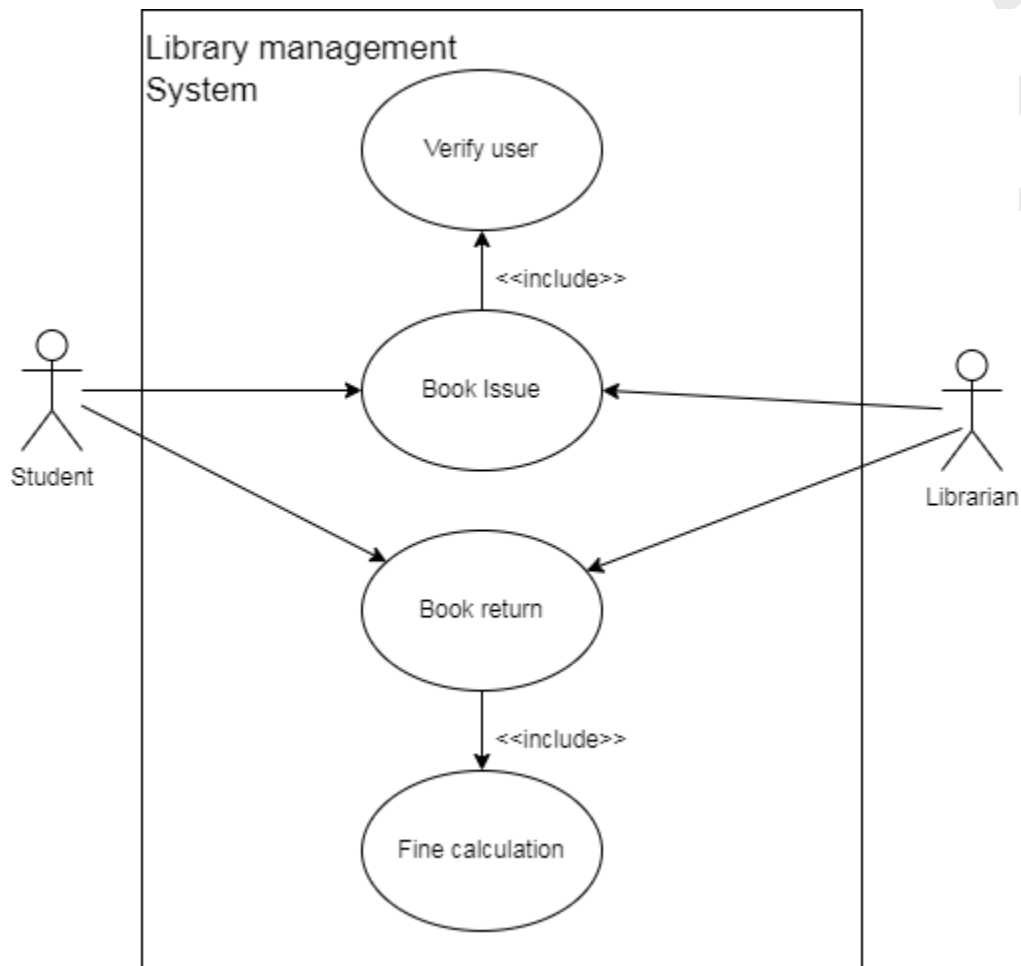 Library management
System
Verify user
<<include>>
Book Issue
Student
Librarian
Book return
<<include>>
Fine calculation